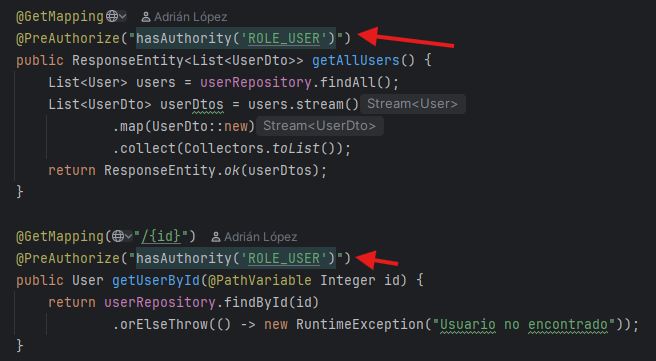 @GetMapping Adrián López
@PreAuthorize("hasAuthority('ROLE_USER')")
public ResponseEntity<List<UserDto>> getAllUsers() {
List<User> users = userRepository.findAll();
List<UserDto> userDtos = users.stream() Stream<User>
.map(UserDto::new) Stream<UserDto>
.collect(Collectors.toList());
return ResponseEntity.ok(userDtos);
}
@GetMapping("/{id}") Adrián López
@PreAuthorize("hasAuthority('ROLE_USER')")
public User getUserById(@PathVariable Integer id) {
return userRepository.findById(id)
.orElseThrow(() -> new RuntimeException("Usuario no encontrado"));
}